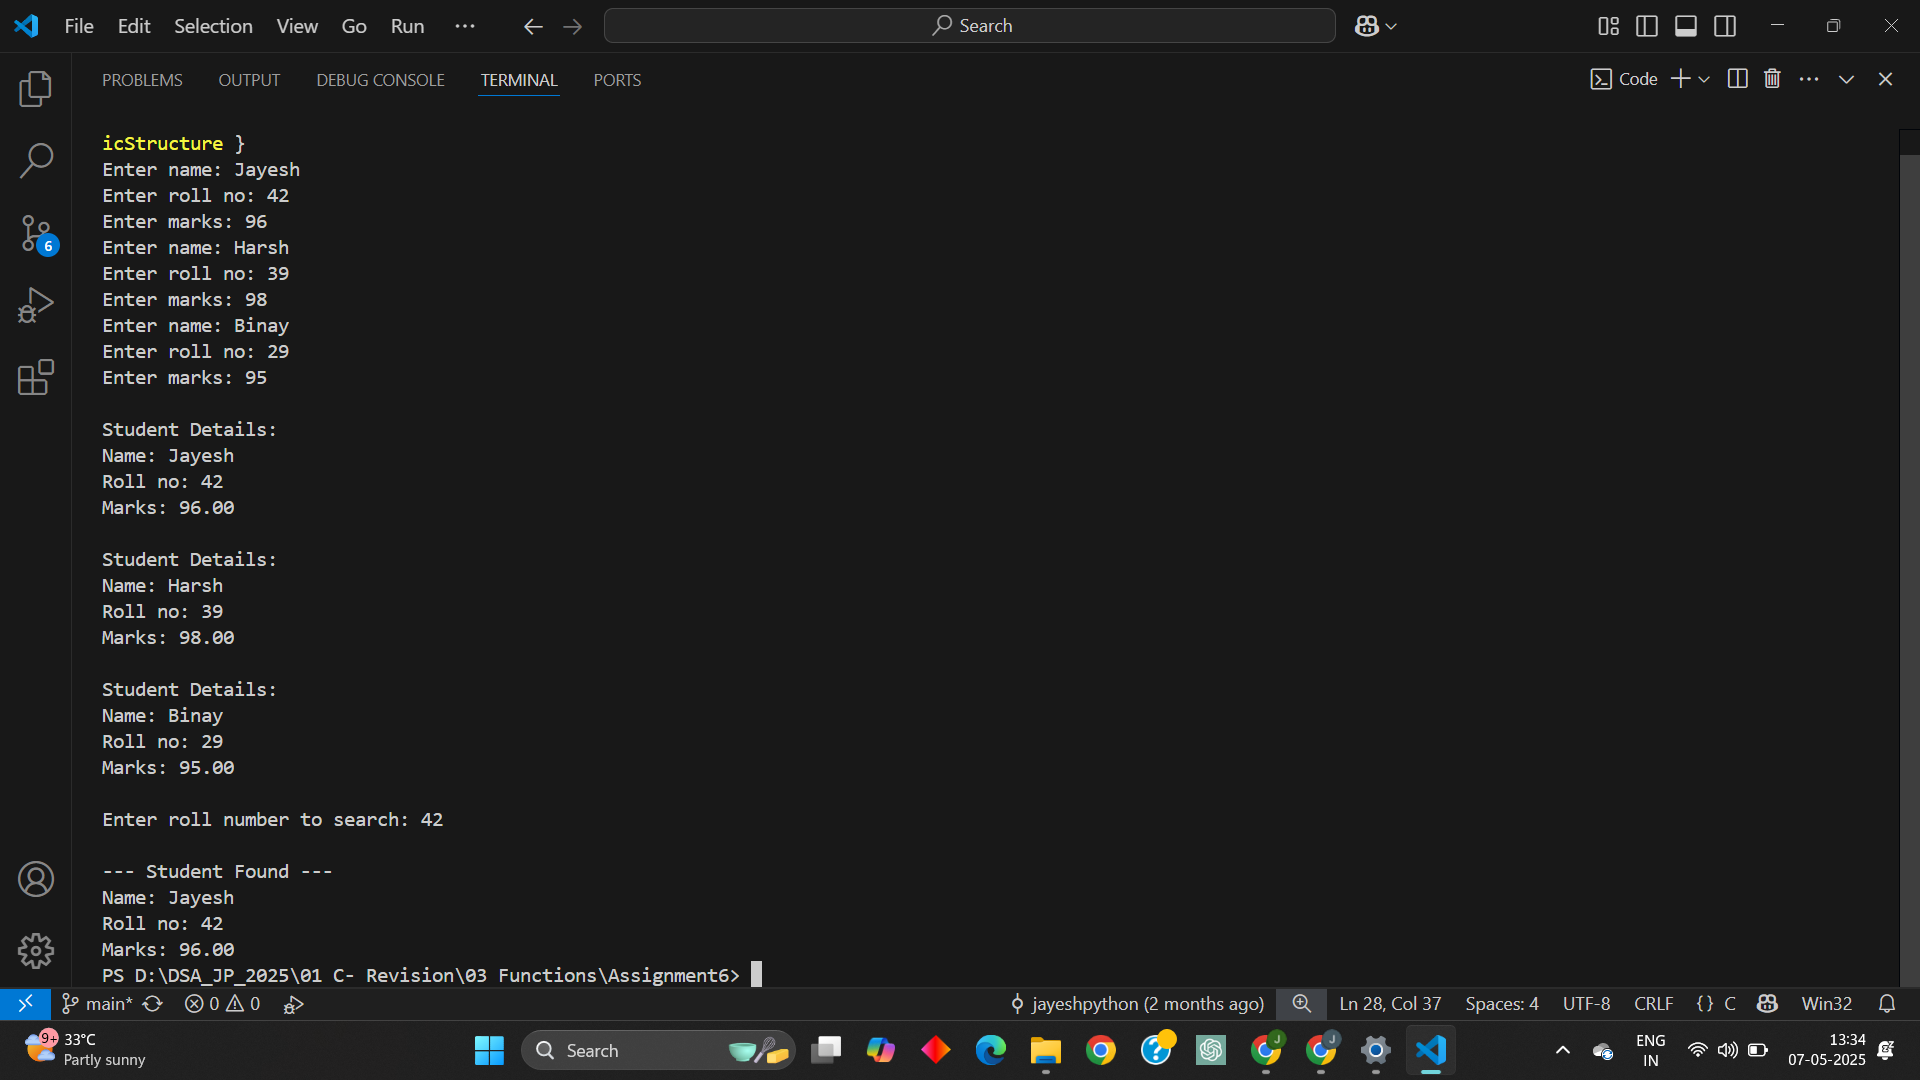 File Edit Selection View Go Run ··· Search
PROBLEMS OUTPUT DEBUG CONSOLE TERMINAL PORTS Code
icStructure }
Enter name: Jayesh
Enter roll no: 42
Enter marks: 96
Enter name: Harsh
Enter roll no: 39
Enter marks: 98
Enter name: Binay
Enter roll no: 29
Enter marks: 95
Student Details:
Name: Jayesh
Roll no: 42
Marks: 96.00
Student Details:
Name: Harsh
Roll no: 39
Marks: 98.00
Student Details:
Name: Binay
Roll no: 29
Marks: 95.00
Enter roll number to search: 42
--- Student Found ---
Name: Jayesh
Roll no: 42
Marks: 96.00
PS D:\DSA_JP_2025\01 C- Revision\03 Functions\Assignment6>
6
main* 0 0 jayeshpython (2 months ago) Ln 28, Col 37 Spaces: 4 UTF-8 CRLF {} C Win32
9+ 33°C
Partly sunny
Search
J
J
ENG
IN
13:34
07-05-2025